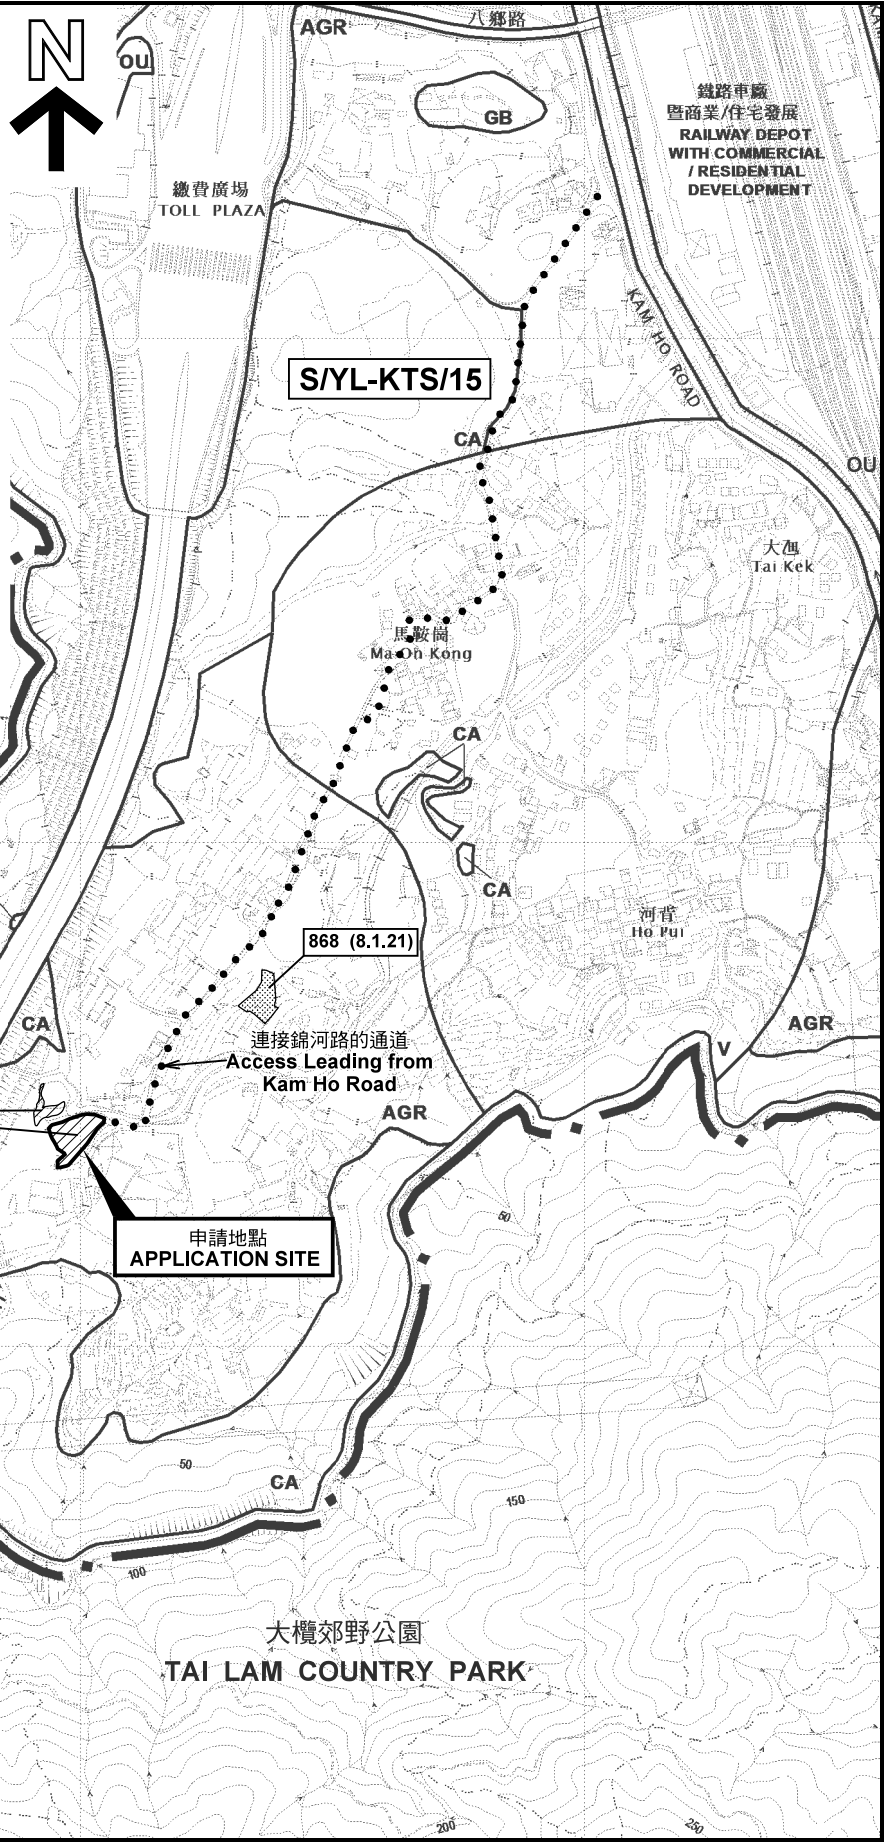 N
AGR
八鄉路
OU
GB
鐵路車廠
暨商業/住宅發展
RAILWAY DEPOT
WITH COMMERCIAL
/ RESIDENTIAL
DEVELOPMENT
繳費廣場
TOLL PLAZA
KAM HO ROAD
S/YL-KTS/15
CA
OU
Tai Kek
馬鞍崗
Ma On Kong
CA
CA
河背
Ho Pui
868 (8.1.21)
CA
連接錦河路的通道
Access Leading from
Kam Ho Road
AGR
V
AGR
申請地點
APPLICATION SITE
50
50
CA
150
100
大欖郊野公園
TAI LAM COUNTRY PARK
200
250